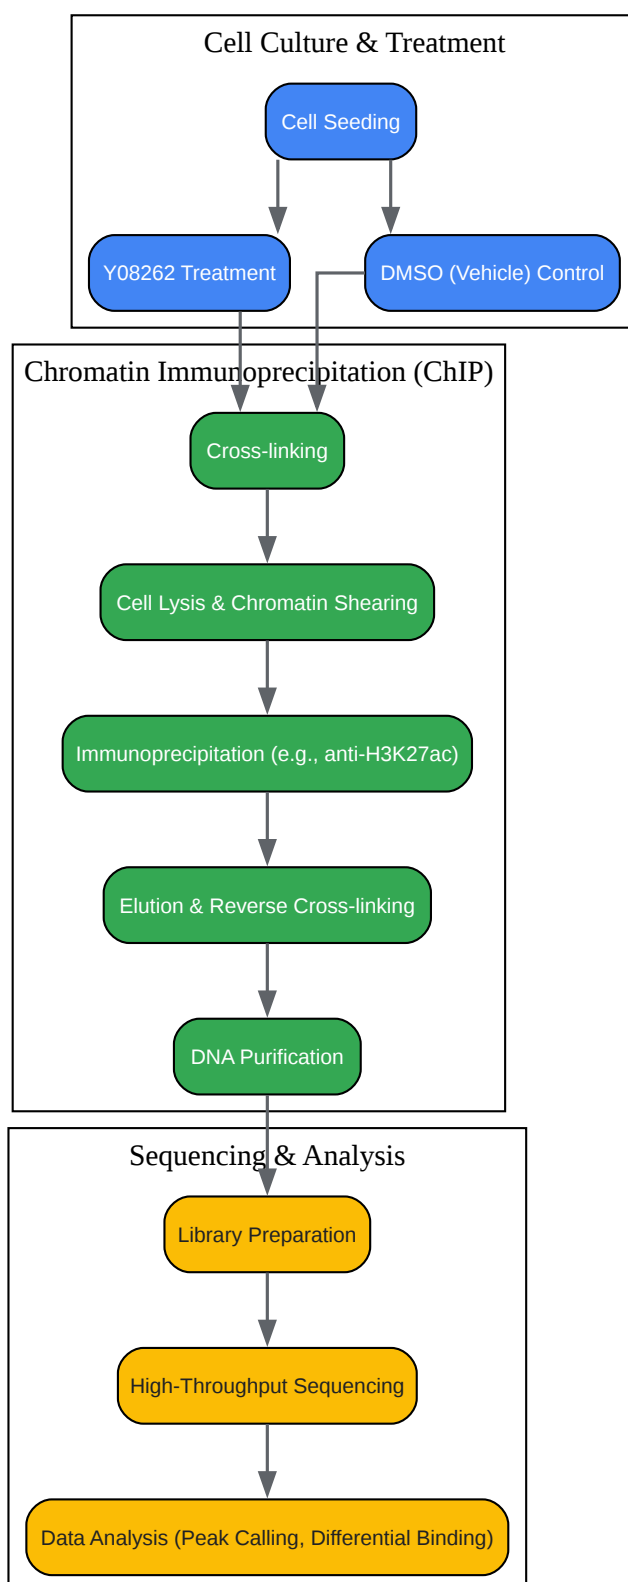 Cell Culture & Treatment
Cell Seeding
Y08262 Treatment
DMSO (Vehicle) Control
Chromatin Immunoprecipitation (ChIP)
Cross-linking
Cell Lysis & Chromatin Shearing
Immunoprecipitation (e.g., anti-H3K27ac)
Elution & Reverse Cross-linking
DNA Purification
Sequencing & Analysis
Library Preparation
High-Throughput Sequencing
Data Analysis (Peak Calling, Differential Binding)